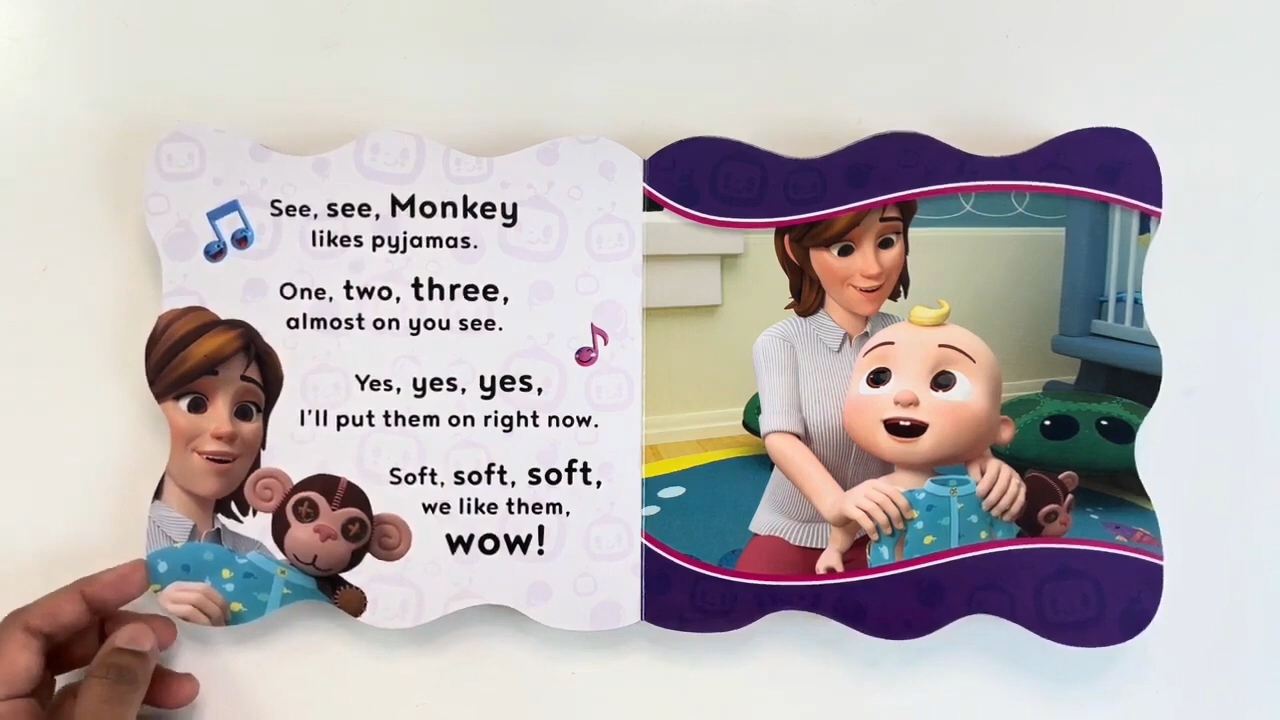 See, see, Monkey
likes pyjamas.
One, two, three,
almost on you see.
Yes, yes, yes,
I'll put them on right now.
Soft, soft, soft,
we like them,
wow!